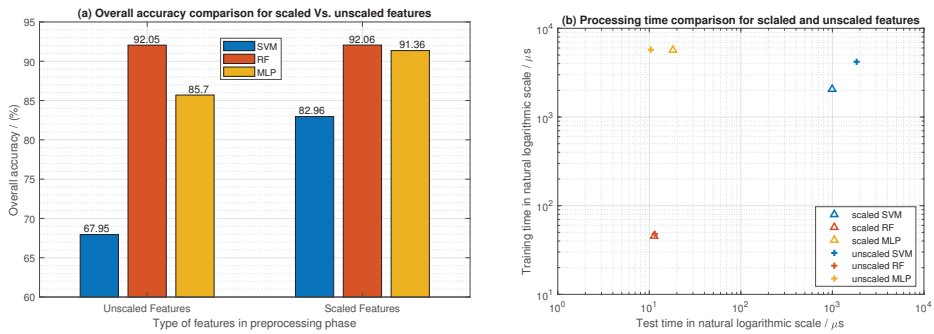 (a) Overall accuracy comparison for scaled Vs. unscaled features
95
90
85
80
75
70
65
60
Overall accuracy / (%)
67.95
92.05
85.7
82.96
92.06
91.36
SVM
RF
MLP
Unscaled Features
Scaled Features
Type of features in preprocessing phase
(b) Processing time comparison for sclaled and unscaled features
10^4
10^3
10^2
10^1
Training time in natural logarithmic scale / μs
scaled SVM
scaled RF
scaled MLP
unscaled SVM
unscaled RF
unscaled MLP
10^0
10^1
10^2
10^3
10^4
Test time in natural logarithmic scale / μs